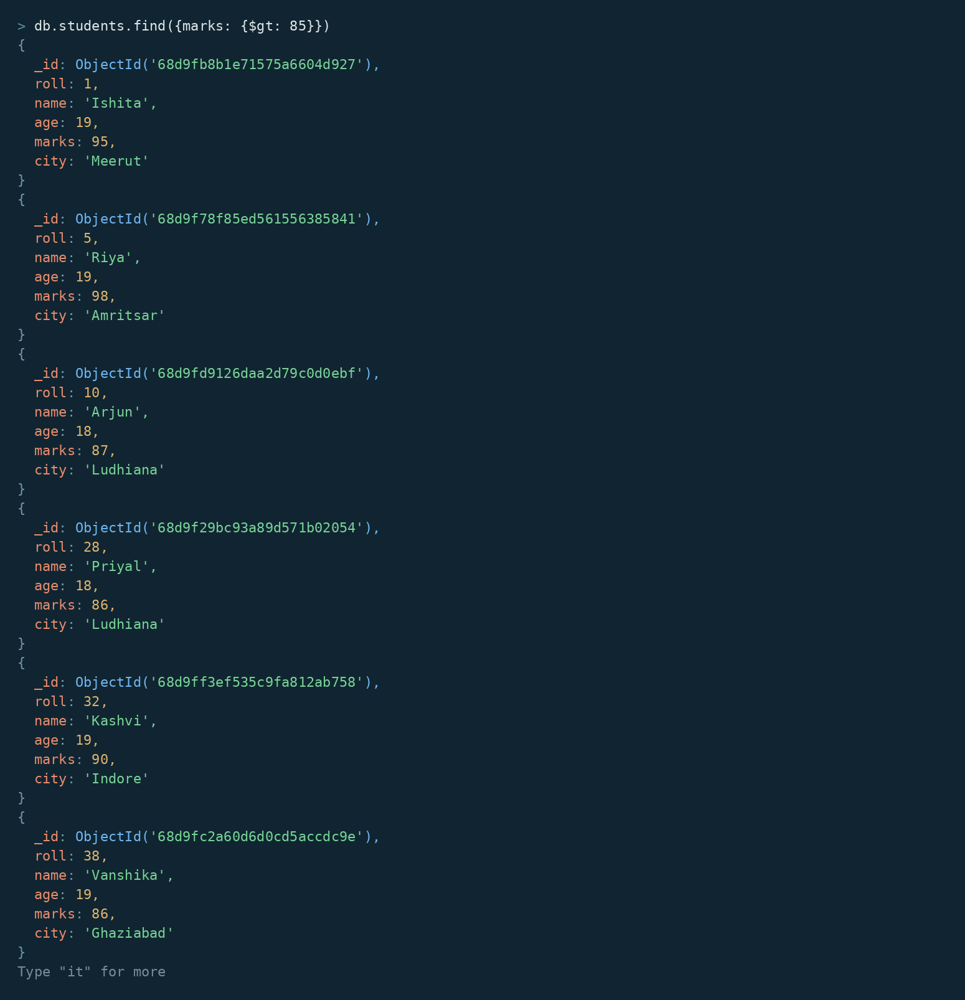 > db.students.find({marks: {$gt: 85}})
{
  _id: ObjectId('68d9fb8b1e71575a6604d927'),
  roll: 1,
  name: 'Ishita',
  age: 19,
  marks: 95,
  city: 'Meerut'
}
{
  _id: ObjectId('68d9f78f85ed561556385841'),
  roll: 5,
  name: 'Riya',
  age: 19,
  marks: 98,
  city: 'Amritsar'
}
{
  _id: ObjectId('68d9fd9126daa2d79c0d0ebf'),
  roll: 10,
  name: 'Arjun',
  age: 18,
  marks: 87,
  city: 'Ludhiana'
}
{
  _id: ObjectId('68d9f29bc93a89d571b02054'),
  roll: 28,
  name: 'Priyal',
  age: 18,
  marks: 86,
  city: 'Ludhiana'
}
{
  _id: ObjectId('68d9ff3ef535c9fa812ab758'),
  roll: 32,
  name: 'Kashvi',
  age: 19,
  marks: 90,
  city: 'Indore'
}
{
  _id: ObjectId('68d9fc2a60d6d0cd5accdc9e'),
  roll: 38,
  name: 'Vanshika',
  age: 19,
  marks: 86,
  city: 'Ghaziabad'
}
Type "it" for more